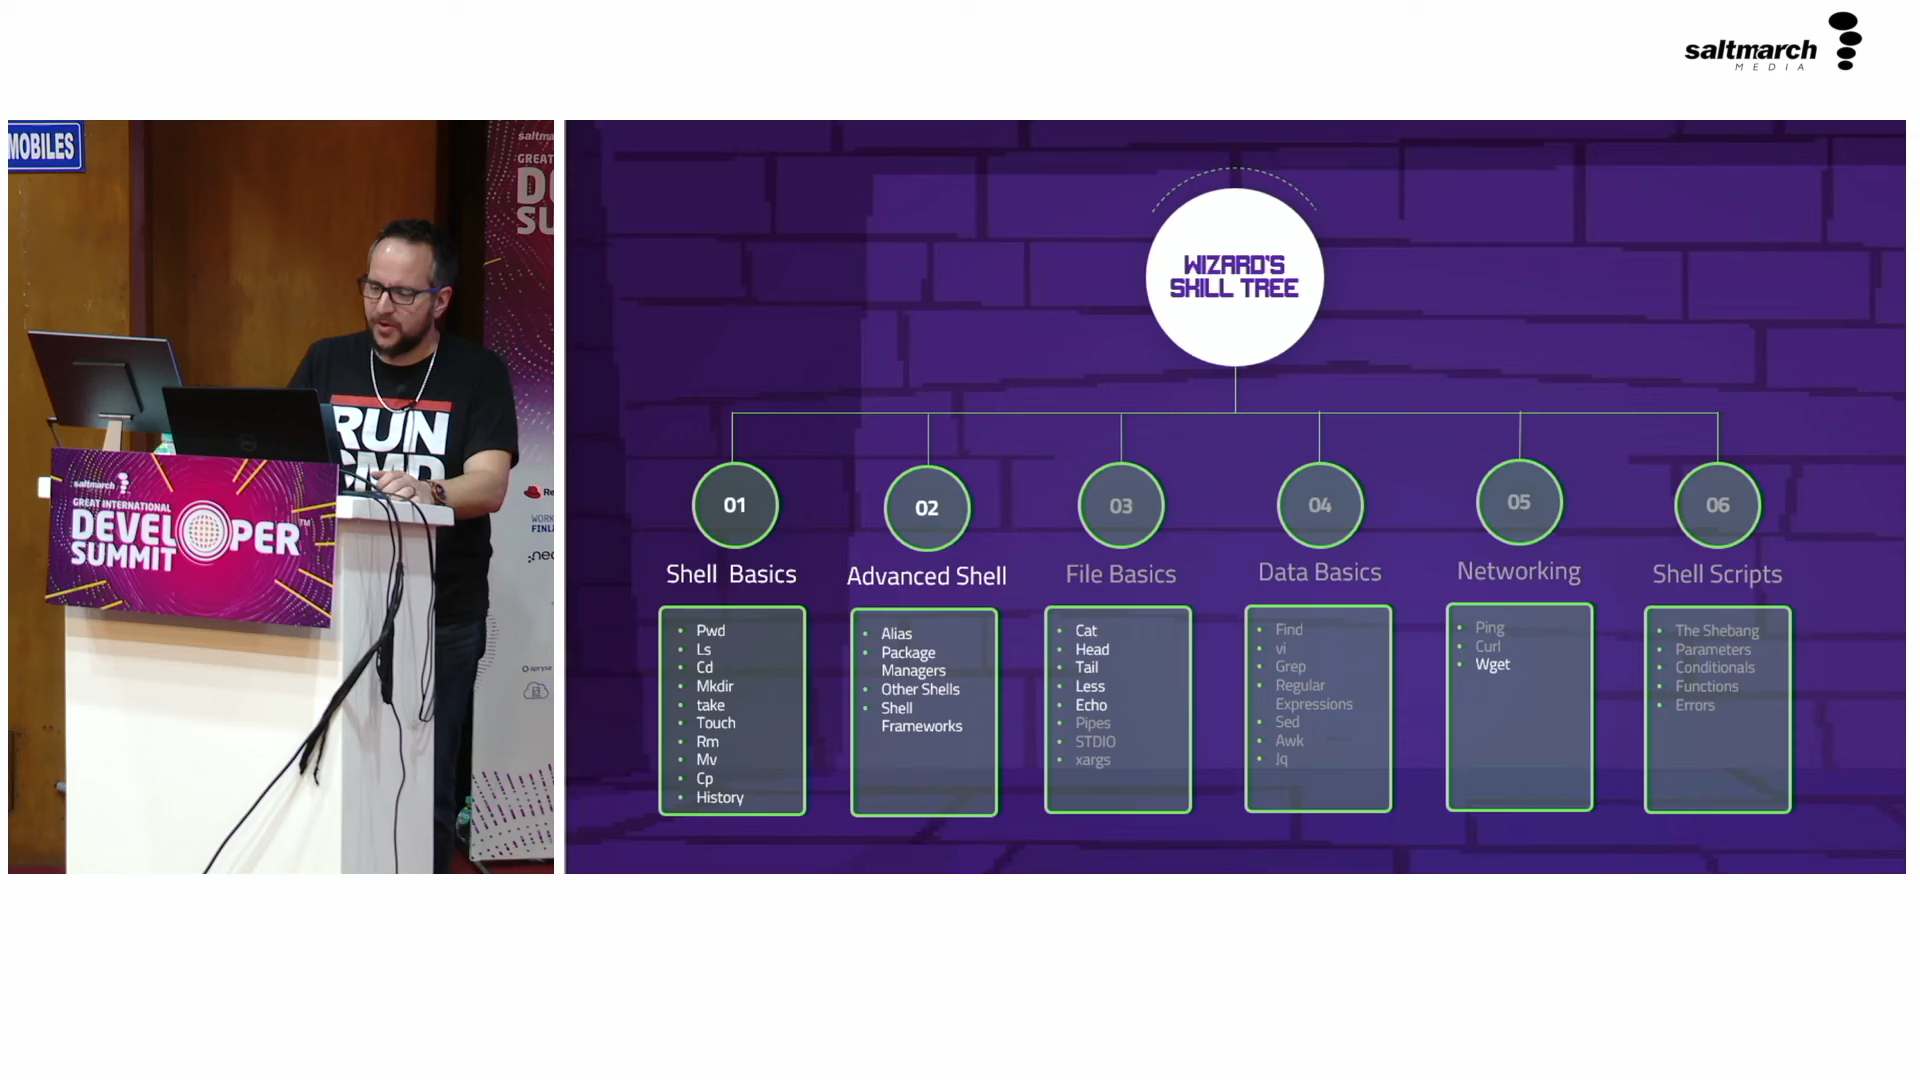 saltmarch
MEDIA
MOBILES
saltm
GREAT
RUN
CMD
saltmarch
GREAT INTERNATIONAL
DEVELOPER™
SUMMIT
WIZARD'S
SKILL TREE
01
Shell Basics
• Pwd
• Ls
• Cd
• Mkdir
• take
• Touch
• Rm
• Mv
• Cp
• History
02
Advanced Shell
• Alias
• Package
Managers
• Other Shells
• Shell
Frameworks
03
File Basics
• Cat
• Head
• Tail
• Less
• Echo
• Pipes
• STDIO
• xargs
04
Data Basics
• Find
• vi
• Grep
• Regular
Expressions
• Sed
• Awk
• Jq
05
Networking
• Ping
• Curl
• Wget
06
Shell Scripts
• The Shebang
• Parameters
• Conditionals
• Functions
• Errors